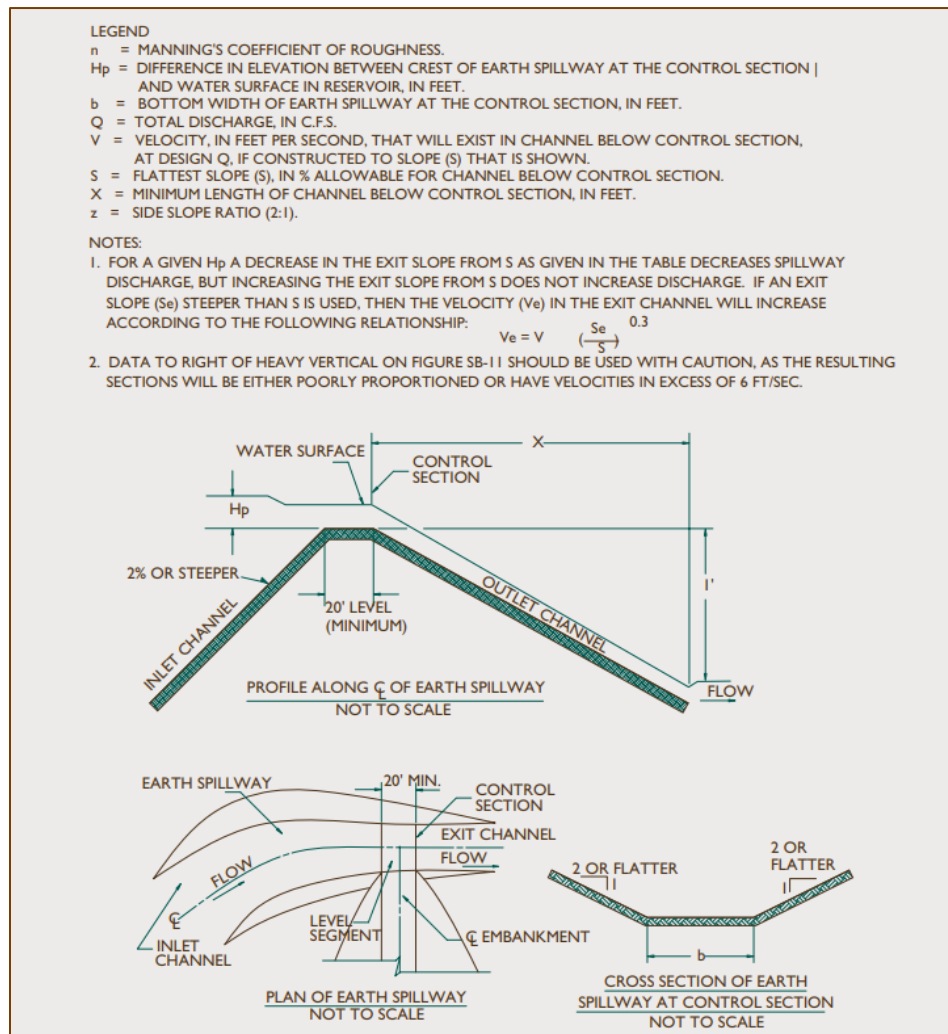 LEGEND
n = MANNING'S COEFFICIENT OF ROUGHNESS.
Hp = DIFFERENCE IN ELEVATION BETWEEN CREST OF EARTH SPILLWAY AT THE CONTROL SECTION |
AND WATER SURFACE IN RESERVOIR, IN FEET.
b = BOTTOM WIDTH OF EARTH SPILLWAY AT THE CONTROL SECTION, IN FEET.
Q = TOTAL DISCHARGE, IN C.F.S.
V = VELOCITY, IN FEET PER SECOND, THAT WILL EXIST IN CHANNEL BELOW CONTROL SECTION,
AT DESIGN Q, IF CONSTRUCTED TO SLOPE (S) THAT IS SHOWN.
S = FLATTEST SLOPE (S), IN % ALLOWABLE FOR CHANNEL BELOW CONTROL SECTION.
X = MINIMUM LENGTH OF CHANNEL BELOW CONTROL SECTION, IN FEET.
z = SIDE SLOPE RATIO (2:1).
NOTES:
1. FOR A GIVEN Hp A DECREASE IN THE EXIT SLOPE FROM S AS GIVEN IN THE TABLE DECREASES SPILLWAY
DISCHARGE, BUT INCREASING THE EXIT SLOPE FROM S DOES NOT INCREASE DISCHARGE. IF AN EXIT
SLOPE (Se) STEEPER THAN S IS USED, THEN THE VELOCITY (Ve) IN THE EXIT CHANNEL WILL INCREASE
ACCORDING TO THE FOLLOWING RELATIONSHIP:
Ve = V (Se/S) 0.3
2. DATA TO RIGHT OF HEAVY VERTICAL ON FIGURE SB-11 SHOULD BE USED WITH CAUTION, AS THE RESULTING
SECTIONS WILL BE EITHER POORLY PROPORTIONED OR HAVE VELOCITIES IN EXCESS OF 6 FT/SEC.
X
WATER SURFACE
CONTROL
SECTION
Hp
2% OR STEEPER
1'
20' LEVEL
(MINIMUM)
INLET CHANNEL
OUTLET CHANNEL
PROFILE ALONG ℄ OF EARTH SPILLWAY
NOT TO SCALE
FLOW
EARTH SPILLWAY
20' MIN.
CONTROL
SECTION
EXIT CHANNEL
FLOW
FLOW
℄
INLET
CHANNEL
LEVEL
SEGMENT
℄ EMBANKMENT
PLAN OF EARTH SPILLWAY
NOT TO SCALE
2 OR FLATTER
1
2 OR
FLATTER
1
b
CROSS SECTION OF EARTH
SPILLWAY AT CONTROL SECTION
NOT TO SCALE